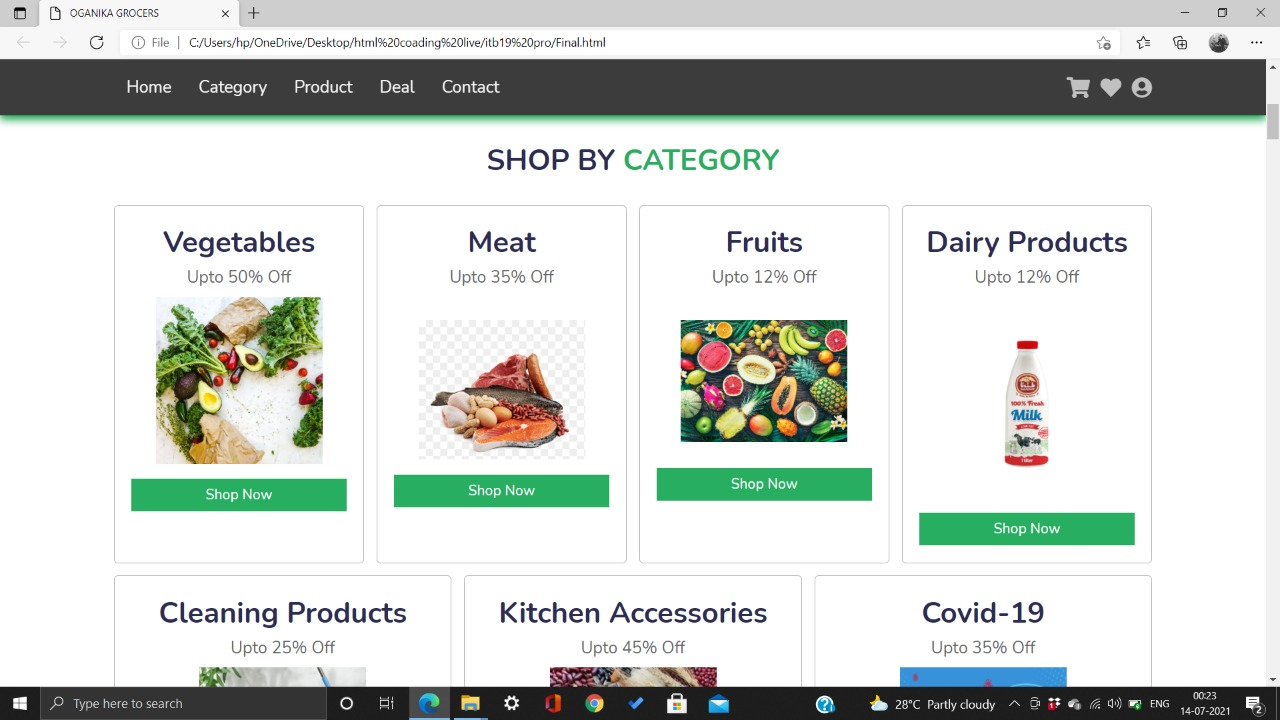 OGANIKA GROCERS
File | C:/Users/hp/OneDrive/Desktop/html%20coading%20live/itb19%20pro/Final.html
Home Category Product Deal Contact
SHOP BY CATEGORY
Vegetables
Upto 50% Off
Shop Now
Meat
Upto 35% Off
Shop Now
Fruits
Upto 12% Off
Shop Now
Dairy Products
Upto 12% Off
100% Fresh
Milk
Shop Now
Cleaning Products
Upto 25% Off
Kitchen Accessories
Upto 45% Off
Covid-19
Upto 35% Off
Type here to search
28°C Partly cloudy
ENG
00:23
14-07-2021
2